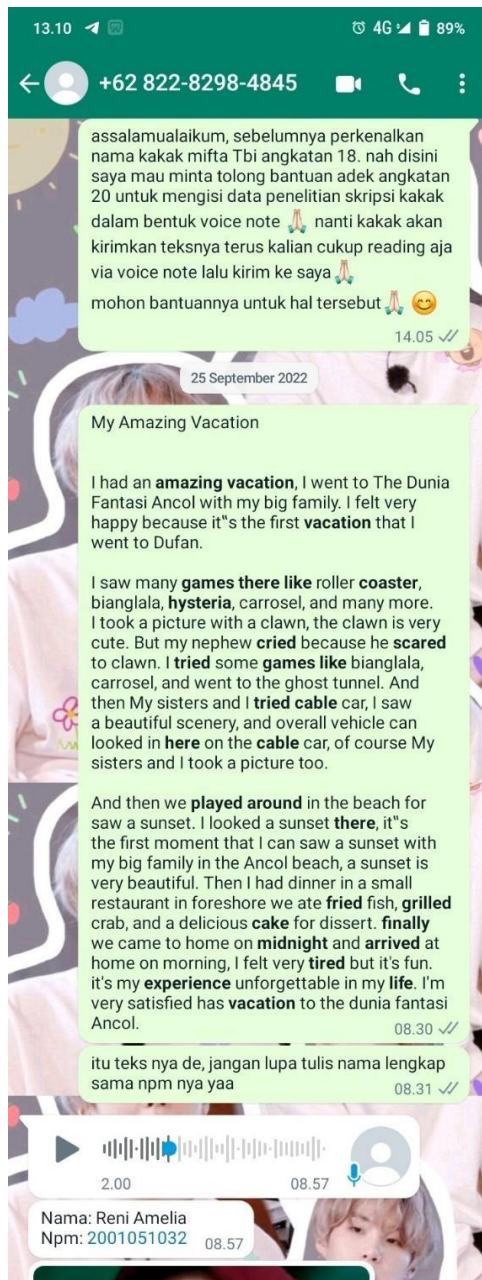 13.10 4G 89%
+62 822-8298-4845
assalamualaikum, sebelumnya perkenalkan
nama kakak mifta Tbi angkatan 18. nah disini
saya mau minta tolong bantuan adek angkatan
20 untuk mengisi data penelitian skripsi kakak
dalam bentuk voice note 🙏 nanti kakak akan
kirimkan teksnya terus kalian cukup reading aja
via voice note lalu kirim ke saya 🙏
mohon bantuannya untuk hal tersebut 🙏 😊
14.05
25 September 2022
My Amazing Vacation
I had an amazing vacation, I went to The Dunia
Fantasi Ancol with my big family. I felt very
happy because it‟s the first vacation that I
went to Dufan.
I saw many games there like roller coaster,
bianglala, hysteria, carrosel, and many more.
I took a picture with a clawn, the clawn is very
cute. But my nephew cried because he scared
to clawn. I tried some games like bianglala,
carrosel, and went to the ghost tunnel. And
then My sisters and I tried cable car, I saw
a beautiful scenery, and overall vehicle can
looked in here on the cable car, of course My
sisters and I took a picture too.
And then we played around in the beach for
saw a sunset. I looked a sunset there, it‟s
the first moment that I can saw a sunset with
my big family in the Ancol beach, a sunset is
very beautiful. Then I had dinner in a small
restaurant in foreshore we ate fried fish, grilled
crab, and a delicious cake for dissert. finally
we came to home on midnight and arrived at
home on morning, I felt very tired but it's fun.
it's my experience unforgettable in my life. I'm
very satisfied has vacation to the dunia fantasi
Ancol.
08.30
itu teks nya de, jangan lupa tulis nama lengkap
sama npm nya yaa
08.31
2.00 08.57
Nama: Reni Amelia
Npm: 2001051032 08.57